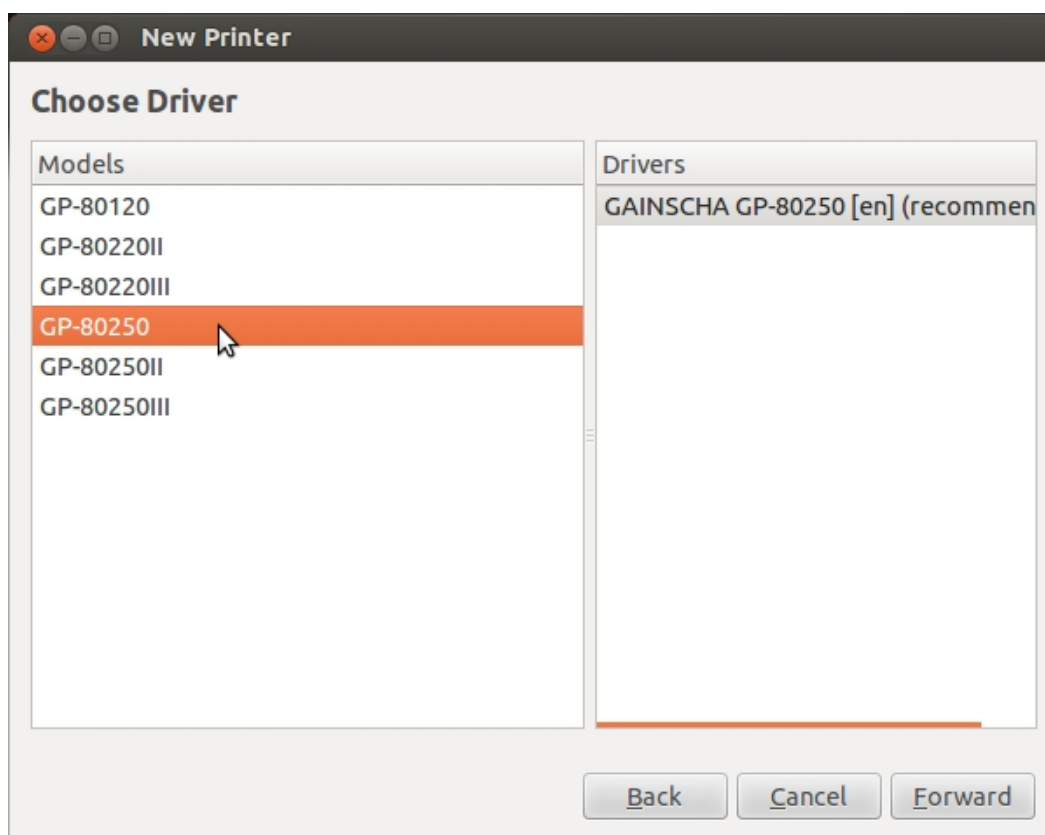 New Printer
Choose Driver
Models
Drivers
GP-80120
GAINSCHA GP-80250 [en] (recommen
GP-80220II
GP-80220III
GP-80250
GP-80250II
GP-80250III
Back
Cancel
Forward